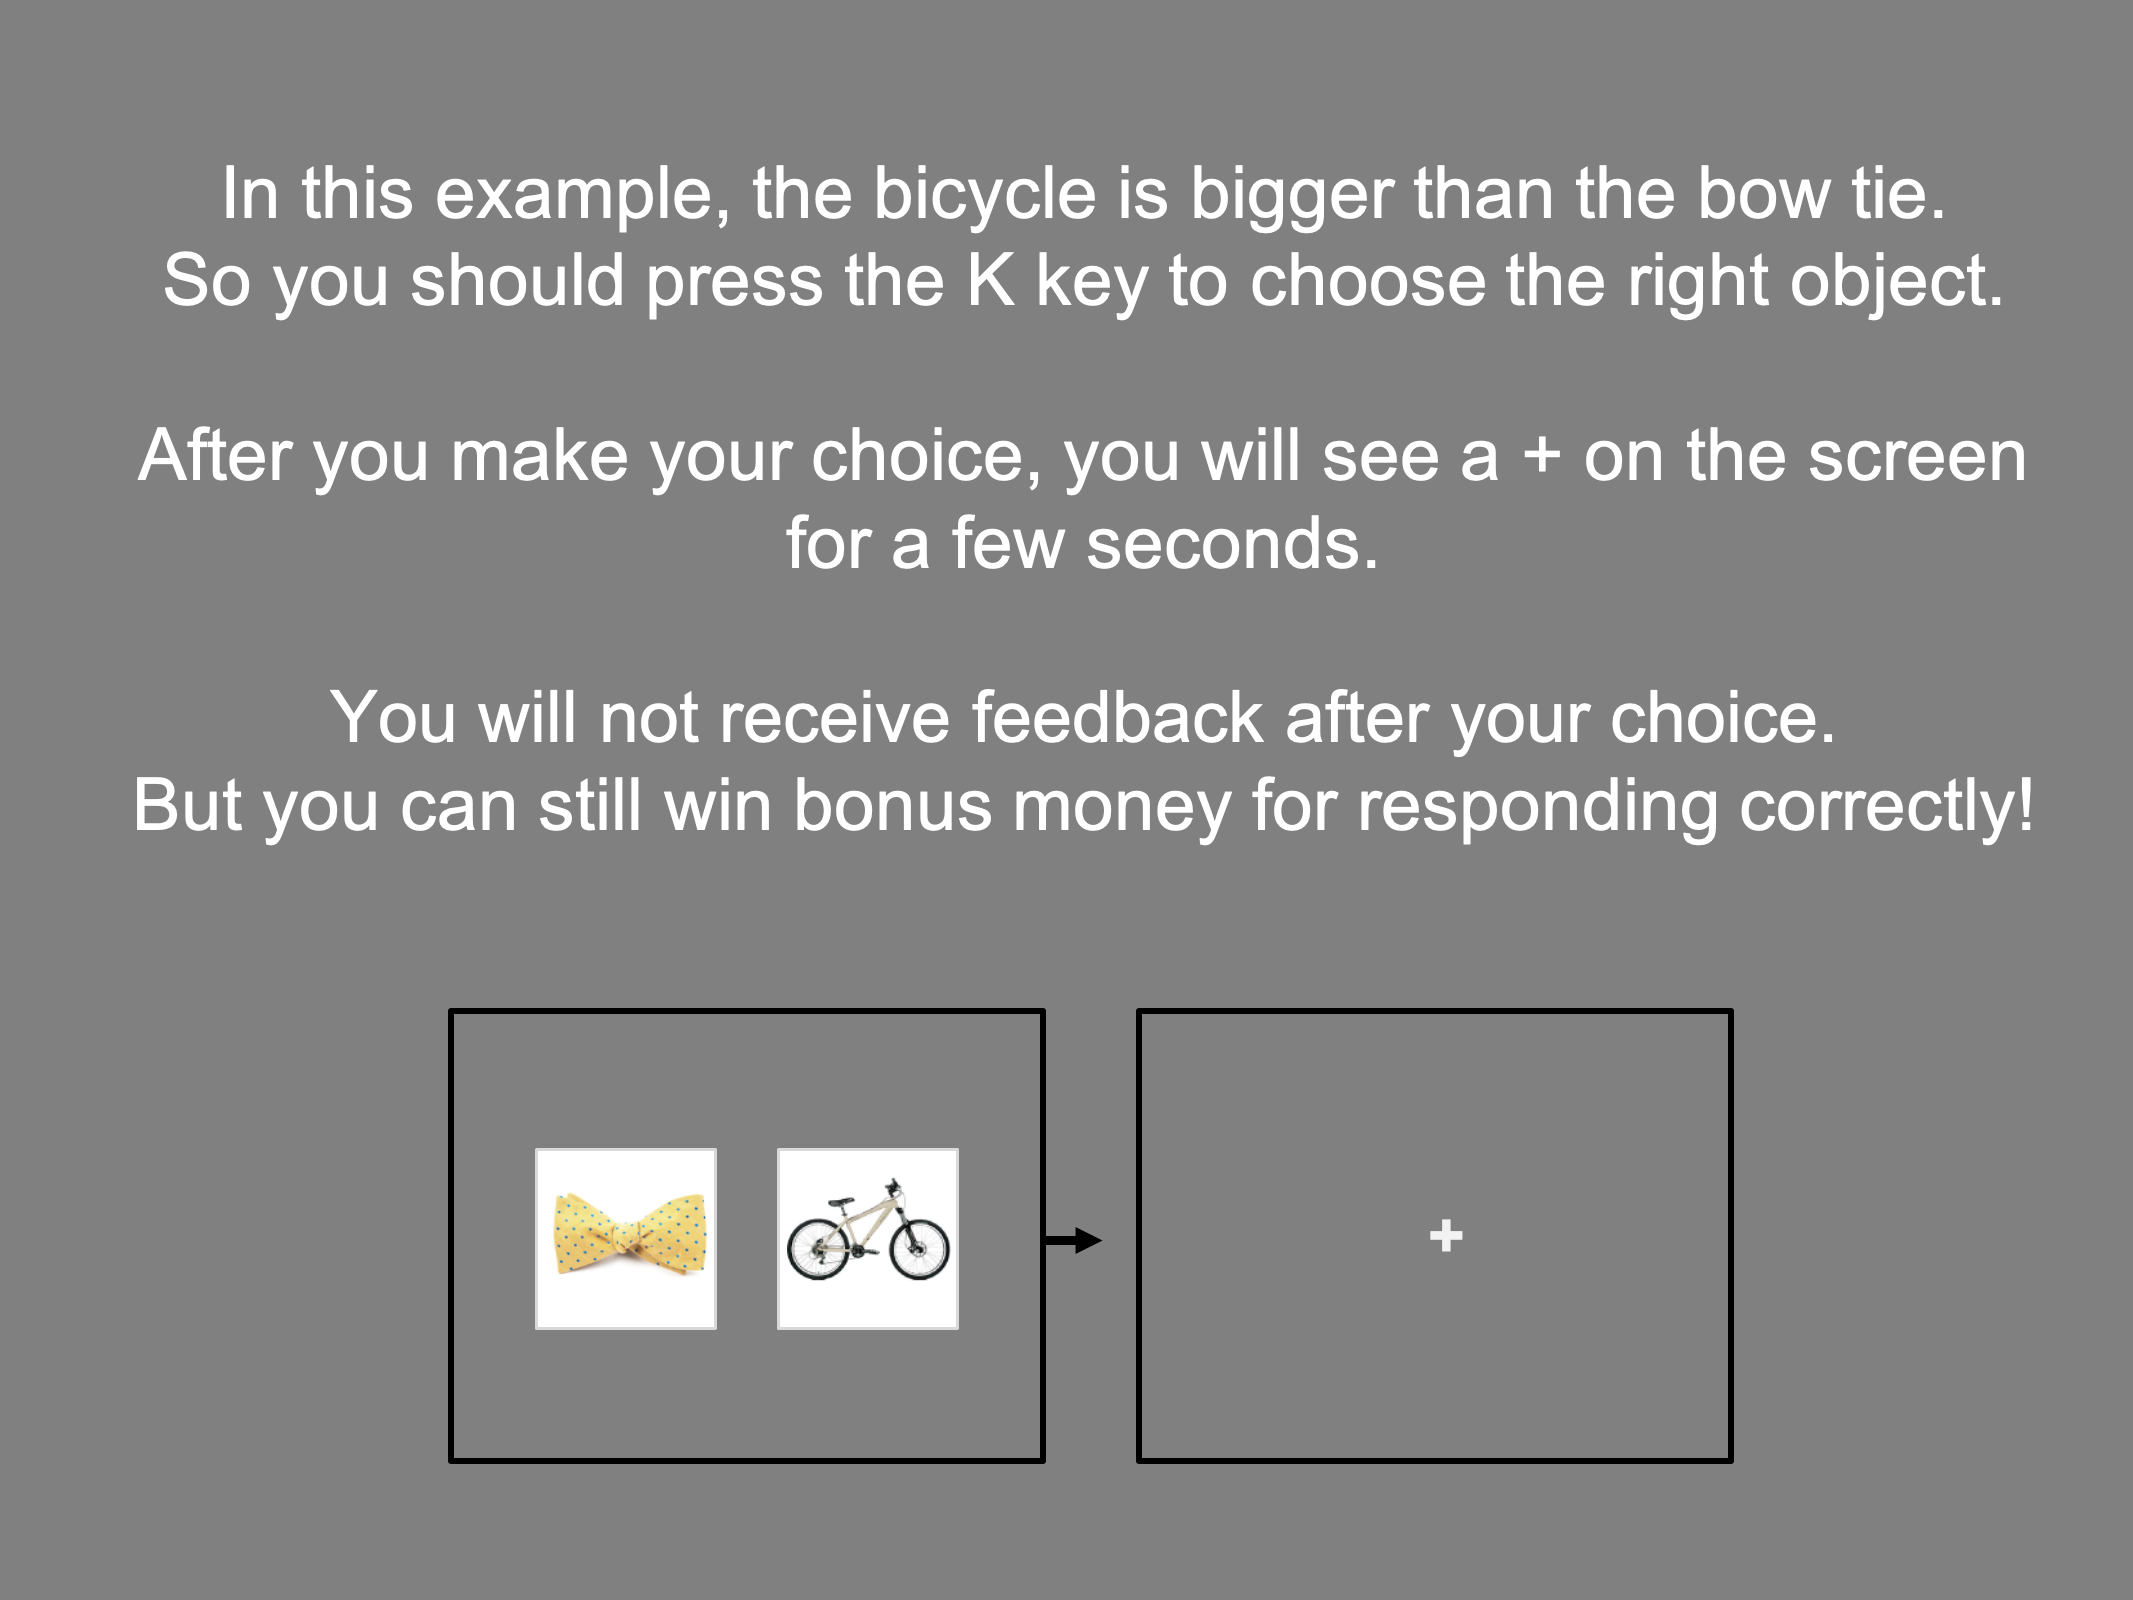 In this example, the bicycle is bigger than the bow tie.
So you should press the K key to choose the right object.
After you make your choice, you will see a + on the screen
for a few seconds.
You will not receive feedback after your choice.
But you can still win bonus money for responding correctly!
+